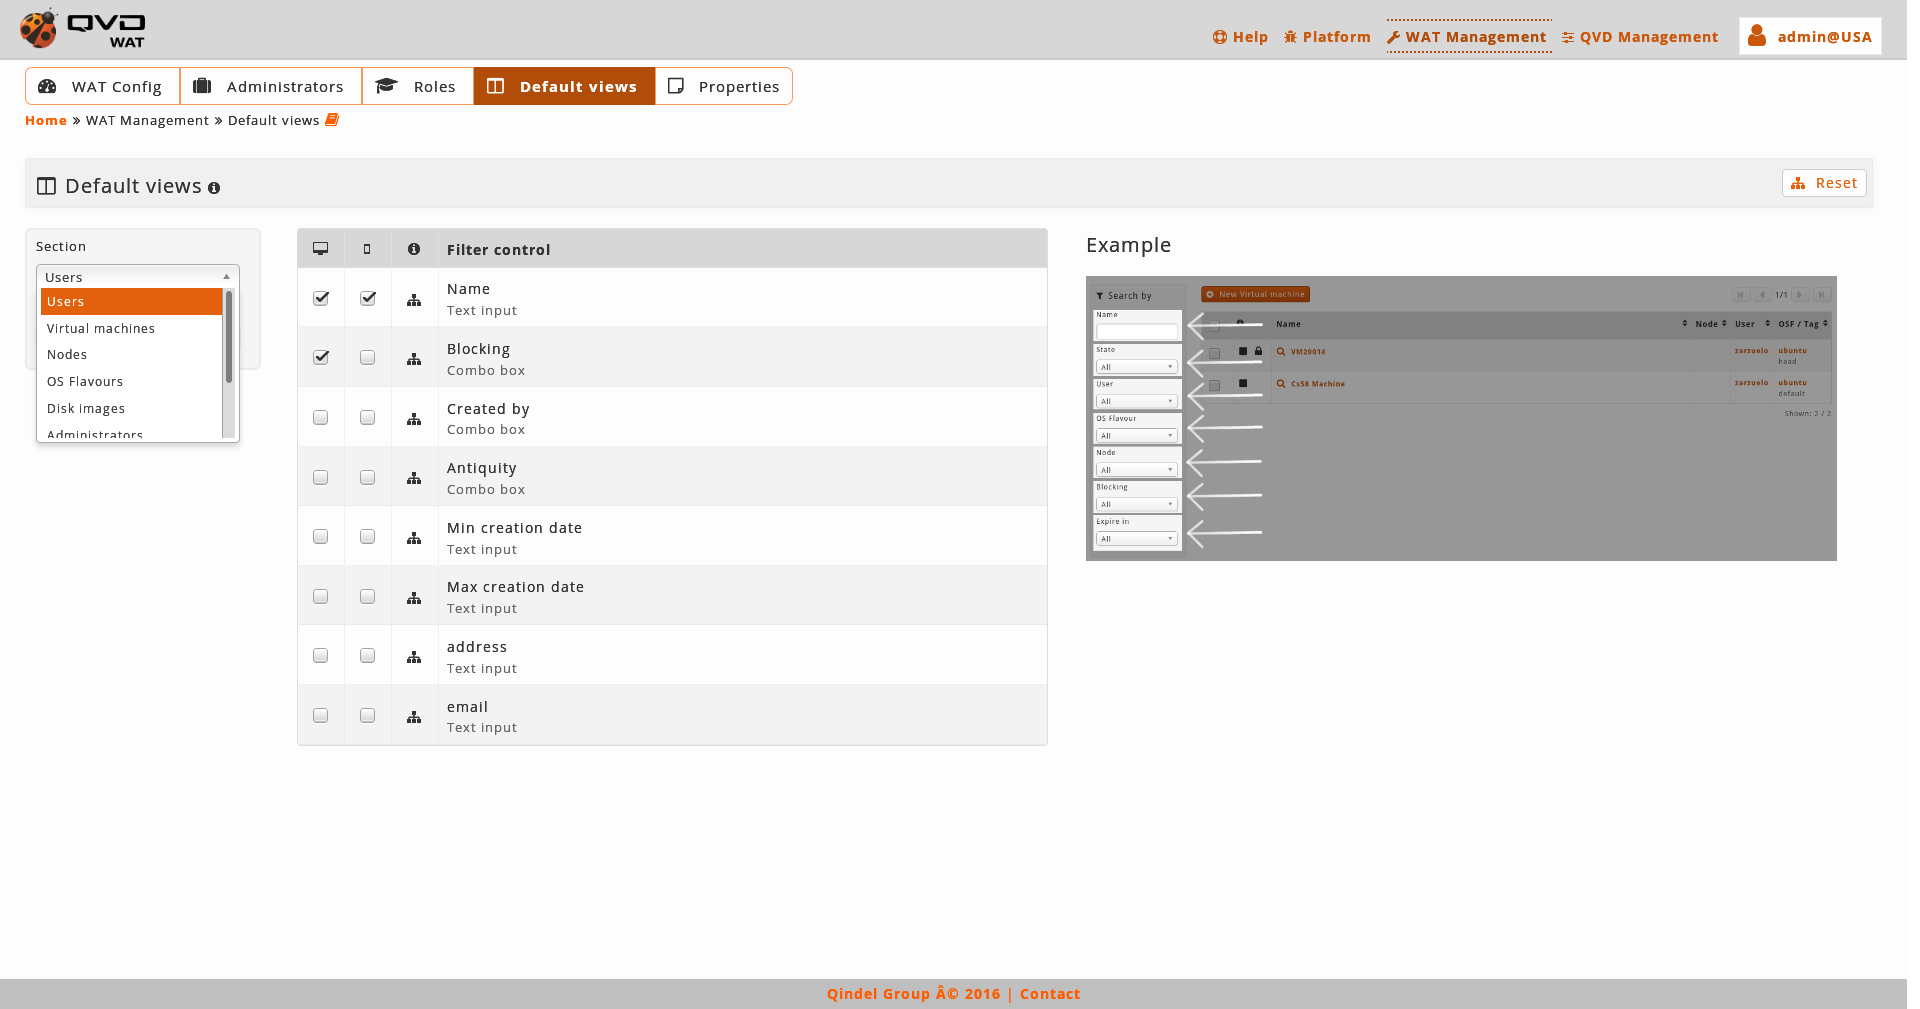 QVD
WAT
Help
Platform
WAT Management
QVD Management
admin@USA
WAT Config
Administrators
Roles
Default views
Properties
Home » WAT Management » Default views
Default views
Reset
Section
Users
Users
Virtual machines
Nodes
OS Flavours
Disk images
Administrators
Filter control
Name
Text input
Blocking
Combo box
Created by
Combo box
Antiquity
Combo box
Min creation date
Text input
Max creation date
Text input
address
Text input
email
Text input
Example
Search by
New Virtual machine
1/1
Name
Name
Node
User
OSF / Tag
State
All
VM20014
zarzuelo
ubuntu
head
User
All
Cs58 Machine
zarzuelo
ubuntu
default
Shown: 2 / 2
OS Flavour
All
Node
All
Blocking
All
Expire in
All
Qindel Group Â© 2016 | Contact